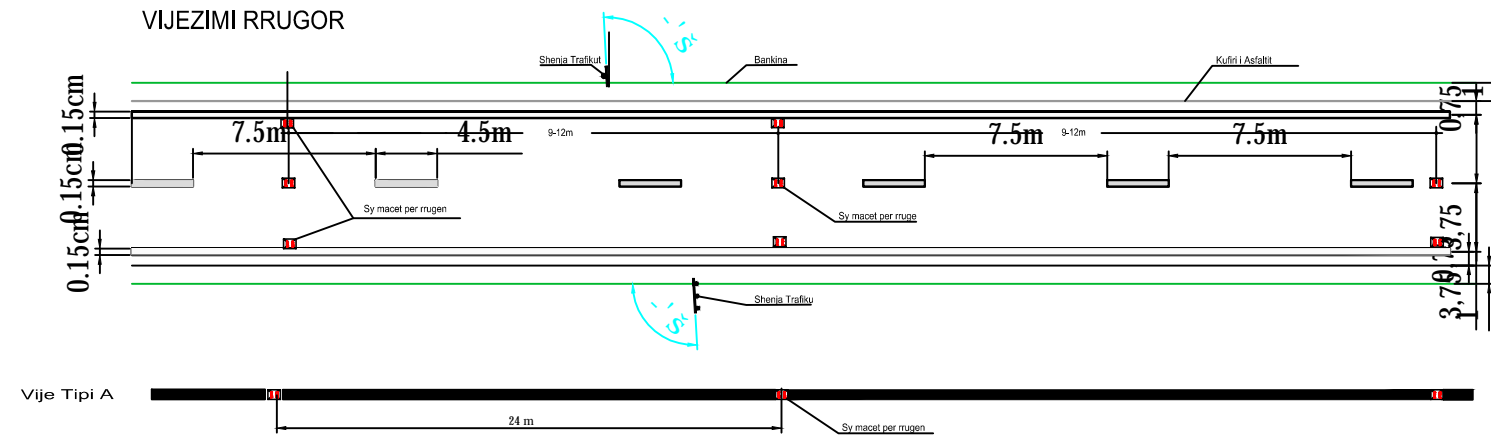 VIJEZIMI RRUGOR
Shenja Trafikut
Bankina
Kufiri i Asfaltit
0.15cm
7.5m
4.5m
9-12m
7.5m
9-12m
7.5m
0,75
1
0.15cm
Sy macet per rrugen
Sy macet per rruge
0.15cm
3,75
Shenja Trafiku
1
Vije Tipi A
24 m
Sy macet per rrugen